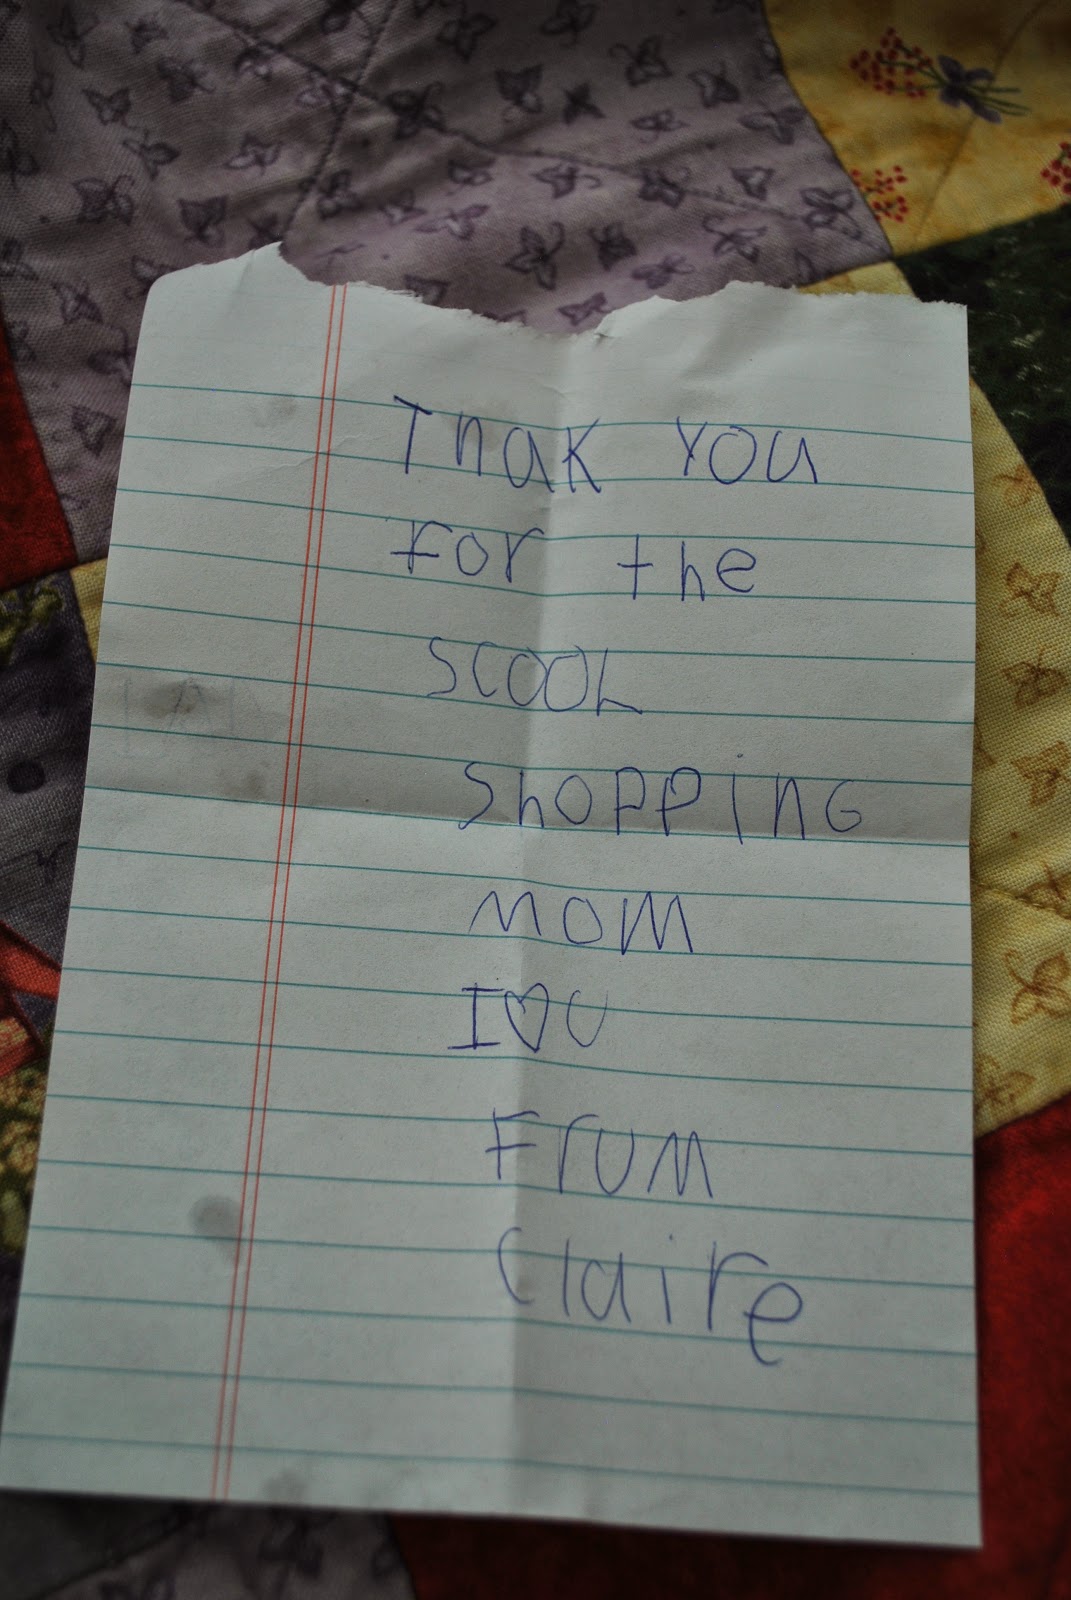 Thak you
For the
scool
shopping
mom
I ♡ U
Frum
Claire